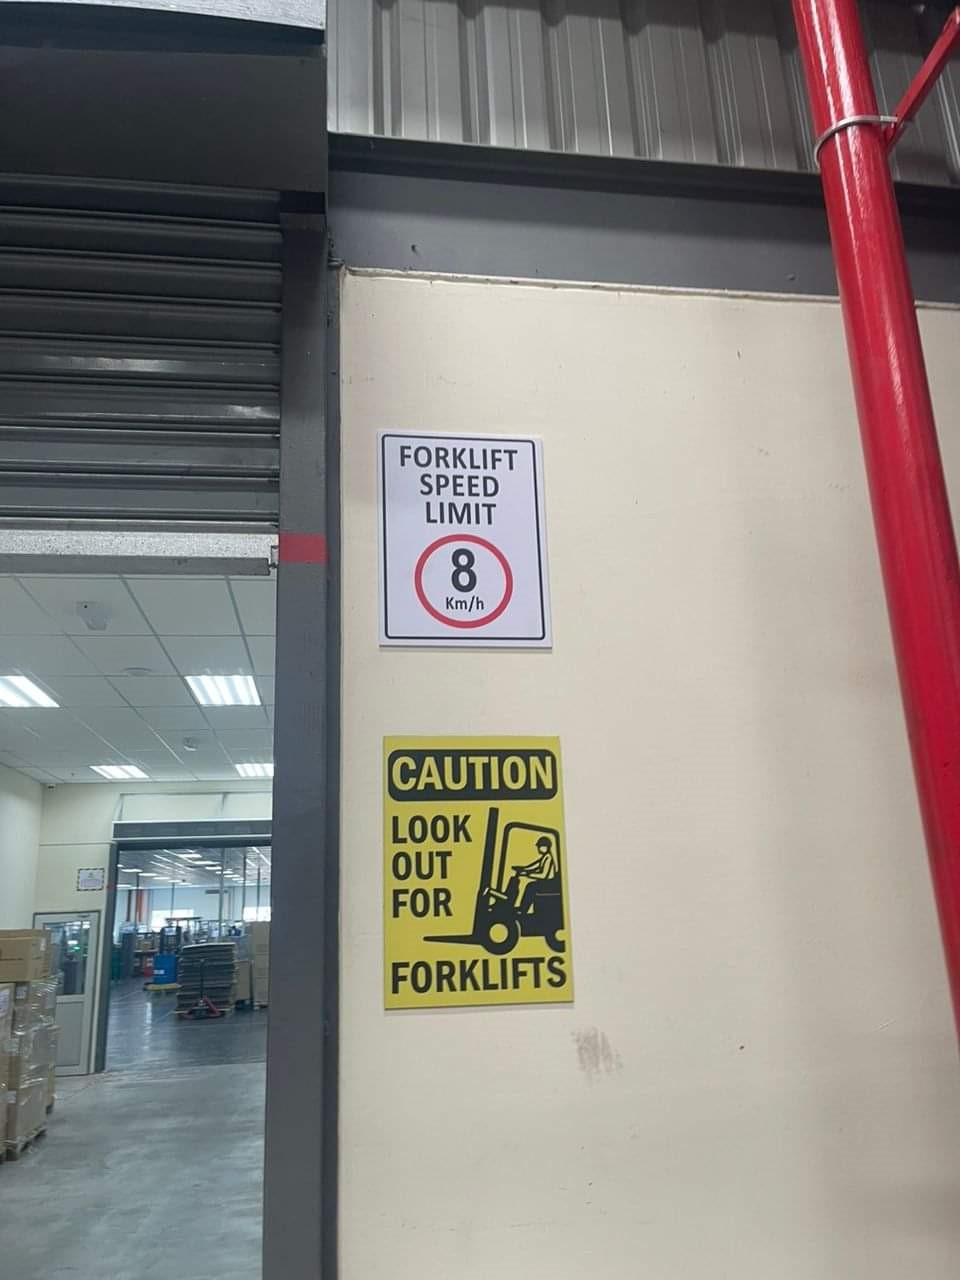 FORKLIFT
SPEED
LIMIT
8
Km/h
CAUTION
LOOK
OUT
FOR
FORKLIFTS